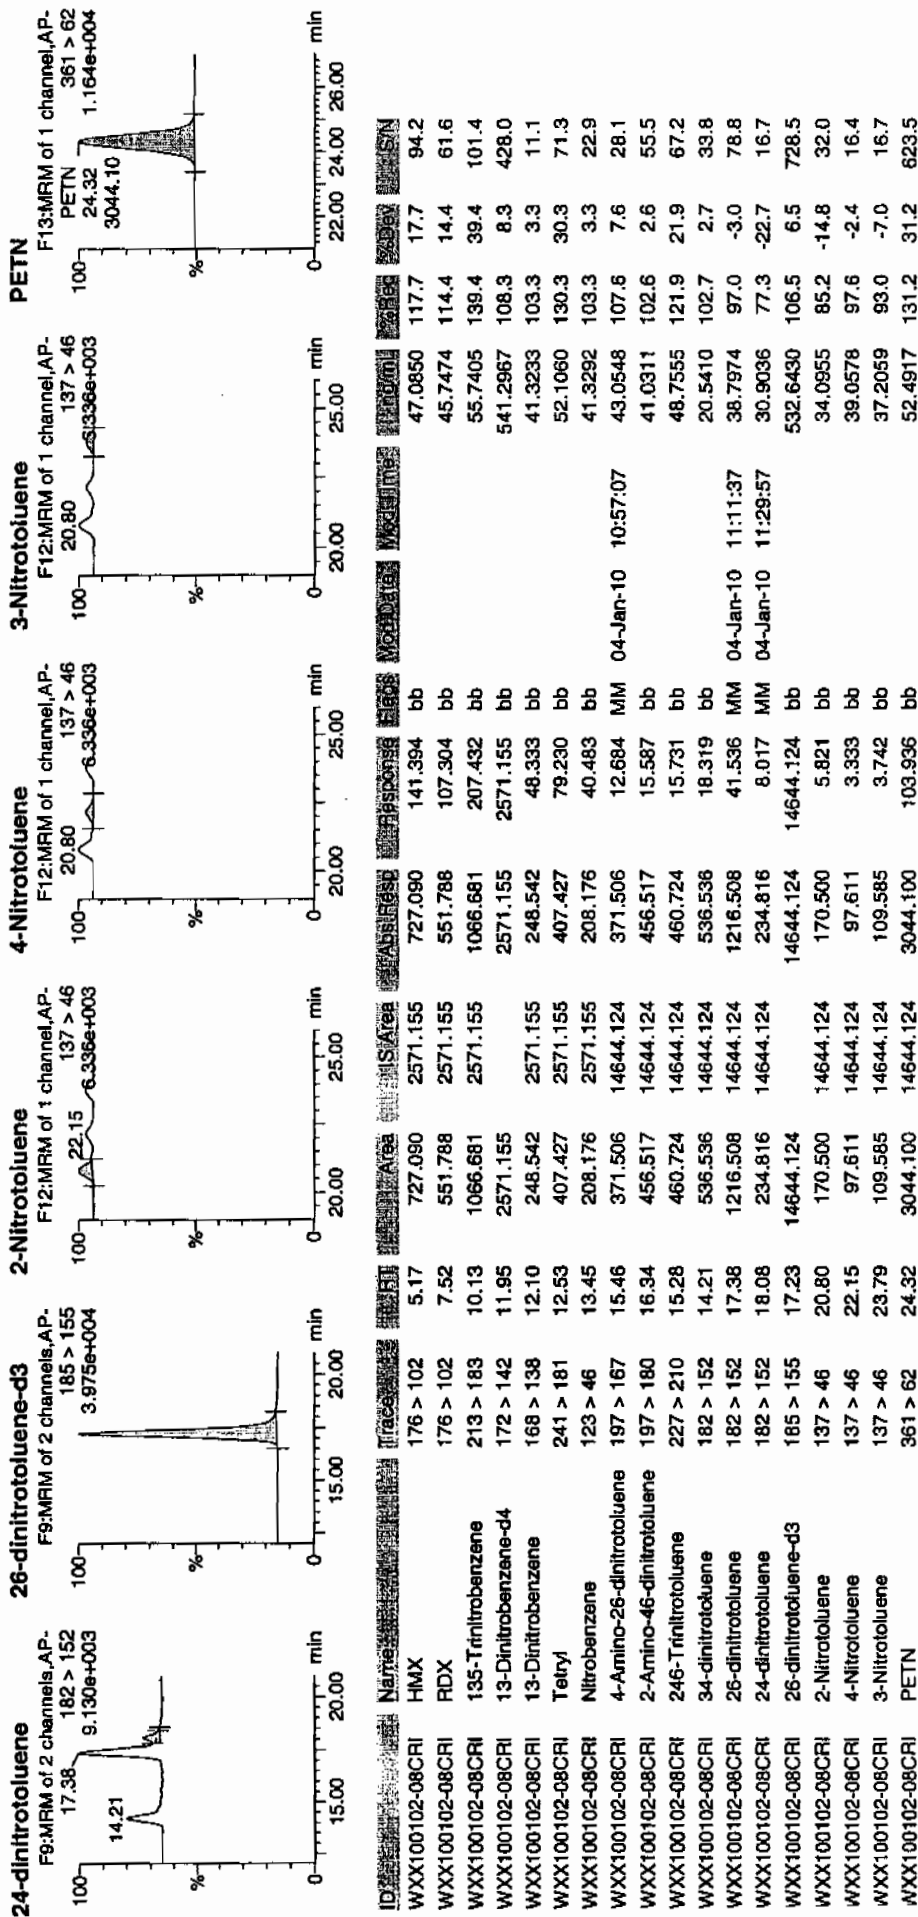 24-dinitrotoluene
F9:MRM of 2 channels,AP-
182 > 152
9.130e+003
17.38
14.21
100
%
0
15.00 20.00 min
26-dinitrotoluene-d3
F9:MRM of 2 channels,AP-
185 > 155
3.975e+004
100
%
0
15.00 20.00 min
2-Nitrotoluene
F12:MRM of 1 channel,AP-
137 > 46
6.336e+003
22.15
100
%
0
20.00 25.00 min
4-Nitrotoluene
F12:MRM of 1 channel,AP-
137 > 46
6.336e+003
20.80
100
%
0
20.00 25.00 min
3-Nitrotoluene
F12:MRM of 1 channel,AP-
137 > 46
6.336e+003
20.80
100
%
0
20.00 25.00 min
PETN
F13:MRM of 1 channel,AP-
361 > 62
1.164e+004
PETN
24.32
3044.10
100
%
0
22.00 24.00 26.00 min
ID Name Trace RT Area IS Area Abs.Resp Response Flags ModDate ModTime ng/ml %Rec %Dev S/N
WXX100102-08CRI HMX 176 > 102 5.17 727.090 2571.155 727.090 141.394 bb 47.0850 117.7 17.7 94.2
WXX100102-08CRI RDX 176 > 102 7.52 551.788 2571.155 551.788 107.304 bb 45.7474 114.4 14.4 61.6
WXX100102-08CRI 135-Trinitrobenzene 213 > 183 10.13 1066.681 2571.155 1066.681 207.432 bb 55.7405 139.4 39.4 101.4
WXX100102-08CRI 13-Dinitrobenzene-d4 172 > 142 11.95 2571.155 2571.155 2571.155 bb 541.2967 108.3 8.3 428.0
WXX100102-08CRI 13-Dinitrobenzene 168 > 138 12.10 248.542 2571.155 248.542 48.333 bb 41.3233 103.3 3.3 11.1
WXX100102-08CRI Tetryl 241 > 181 12.53 407.427 2571.155 407.427 79.230 bb 52.1060 130.3 30.3 71.3
WXX100102-08CRI Nitrobenzene 123 > 46 13.45 208.176 2571.155 208.176 40.483 bb 41.3292 103.3 3.3 22.9
WXX100102-08CRI 4-Amino-26-dinitrotoluene 197 > 167 15.46 371.506 14644.124 371.506 12.684 MM 04-Jan-10 10:57:07 43.0548 107.6 7.6 28.1
WXX100102-08CRI 2-Amino-46-dinitrotoluene 197 > 180 16.34 456.517 14644.124 456.517 15.587 bb 41.0311 102.6 2.6 55.5
WXX100102-08CRI 246-Trinitrotoluene 227 > 210 15.28 460.724 14644.124 460.724 15.731 bb 48.7555 121.9 21.9 67.2
WXX100102-08CRI 34-dinitrotoluene 182 > 152 14.21 536.536 14644.124 536.536 18.319 bb 20.5410 102.7 2.7 33.8
WXX100102-08CRI 26-dinitrotoluene 182 > 152 17.38 1216.508 14644.124 1216.508 41.536 MM 04-Jan-10 11:11:37 38.7974 97.0 -3.0 78.8
WXX100102-08CRI 24-dinitrotoluene 182 > 152 18.08 234.816 14644.124 234.816 8.017 MM 04-Jan-10 11:29:57 30.9036 77.3 -22.7 16.7
WXX100102-08CRI 26-dinitrotoluene-d3 185 > 155 17.23 14644.124 14644.124 14644.124 bb 532.6430 106.5 6.5 728.5
WXX100102-08CRI 2-Nitrotoluene 137 > 46 20.80 170.500 14644.124 170.500 5.821 bb 34.0955 85.2 -14.8 32.0
WXX100102-08CRI 4-Nitrotoluene 137 > 46 22.15 97.611 14644.124 97.611 3.333 bb 39.0578 97.6 -2.4 16.4
WXX100102-08CRI 3-Nitrotoluene 137 > 46 23.79 109.585 14644.124 109.585 3.742 bb 37.2059 93.0 -7.0 16.7
WXX100102-08CRI PETN 361 > 62 24.32 3044.100 14644.124 3044.100 103.936 bb 52.4917 131.2 31.2 623.5